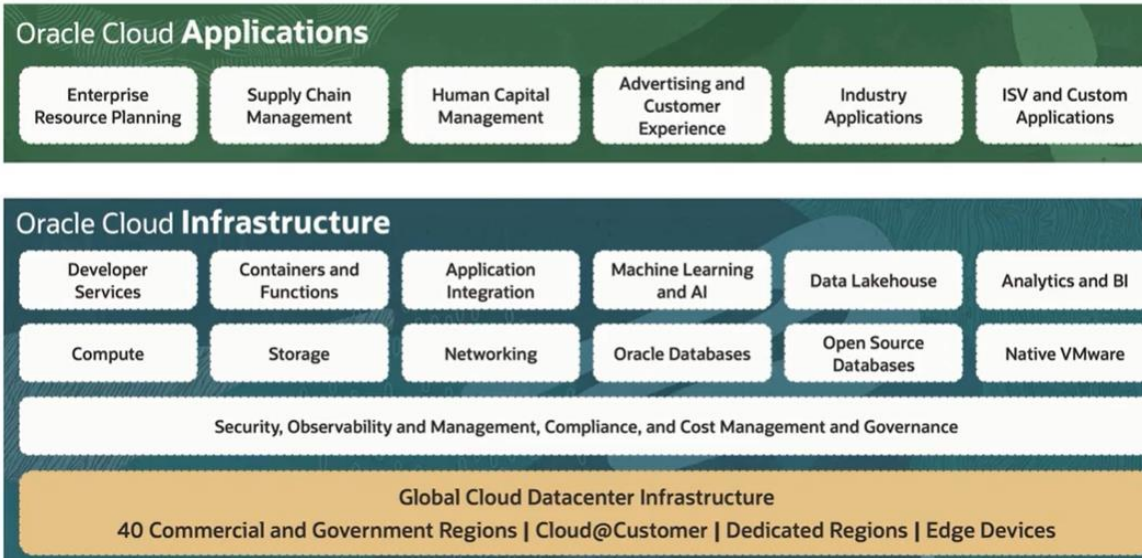 Oracle Cloud Applications
Enterprise
Resource Planning
Supply Chain
Management
Human Capital
Management
Advertising and
Customer
Experience
Industry
Applications
ISV and Custom
Applications
Oracle Cloud Infrastructure
Developer
Services
Containers and
Functions
Application
Integration
Machine Learning
and AI
Data Lakehouse
Analytics and BI
Compute
Storage
Networking
Oracle Databases
Open Source
Databases
Native VMware
Security, Observability and Management, Compliance, and Cost Management and Governance
Global Cloud Datacenter Infrastructure
40 Commercial and Government Regions | Cloud@Customer | Dedicated Regions | Edge Devices